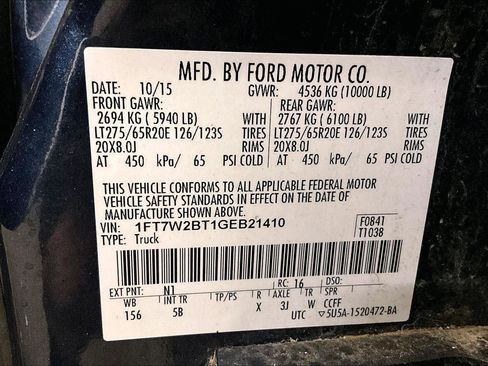 MFD. BY FORD MOTOR CO.
DATE: 10/15 GVWR: 4536 KG (10000 LB)
FRONT GAWR: REAR GAWR:
2694 KG ( 5940 LB) WITH 2767 KG ( 6100 LB) WITH
LT275/65R20E 126/123S TIRES LT275/65R20E 126/123S TIRES
20X8.0J RIMS 20X8.0J RIMS
AT 450 kPa/ 65 PSI COLD AT 450 kPa/ 65 PSI COLD
THIS VEHICLE CONFORMS TO ALL APPLICABLE FEDERAL MOTOR
VEHICLE SAFETY STANDARDS IN EFFECT ON THE DATE OF
MANUFACTURE SHOWN ABOVE.
VIN: 1FT7W2BT1GEB21410 F0841
TYPE: Truck T1038
EXT PNT: N1 RC: 16 DSO:
WB INT TR TP/PS R AXLE TR SPR
156 5B X 3J W CCFF
UTC ▽5U5A-1520472-BA